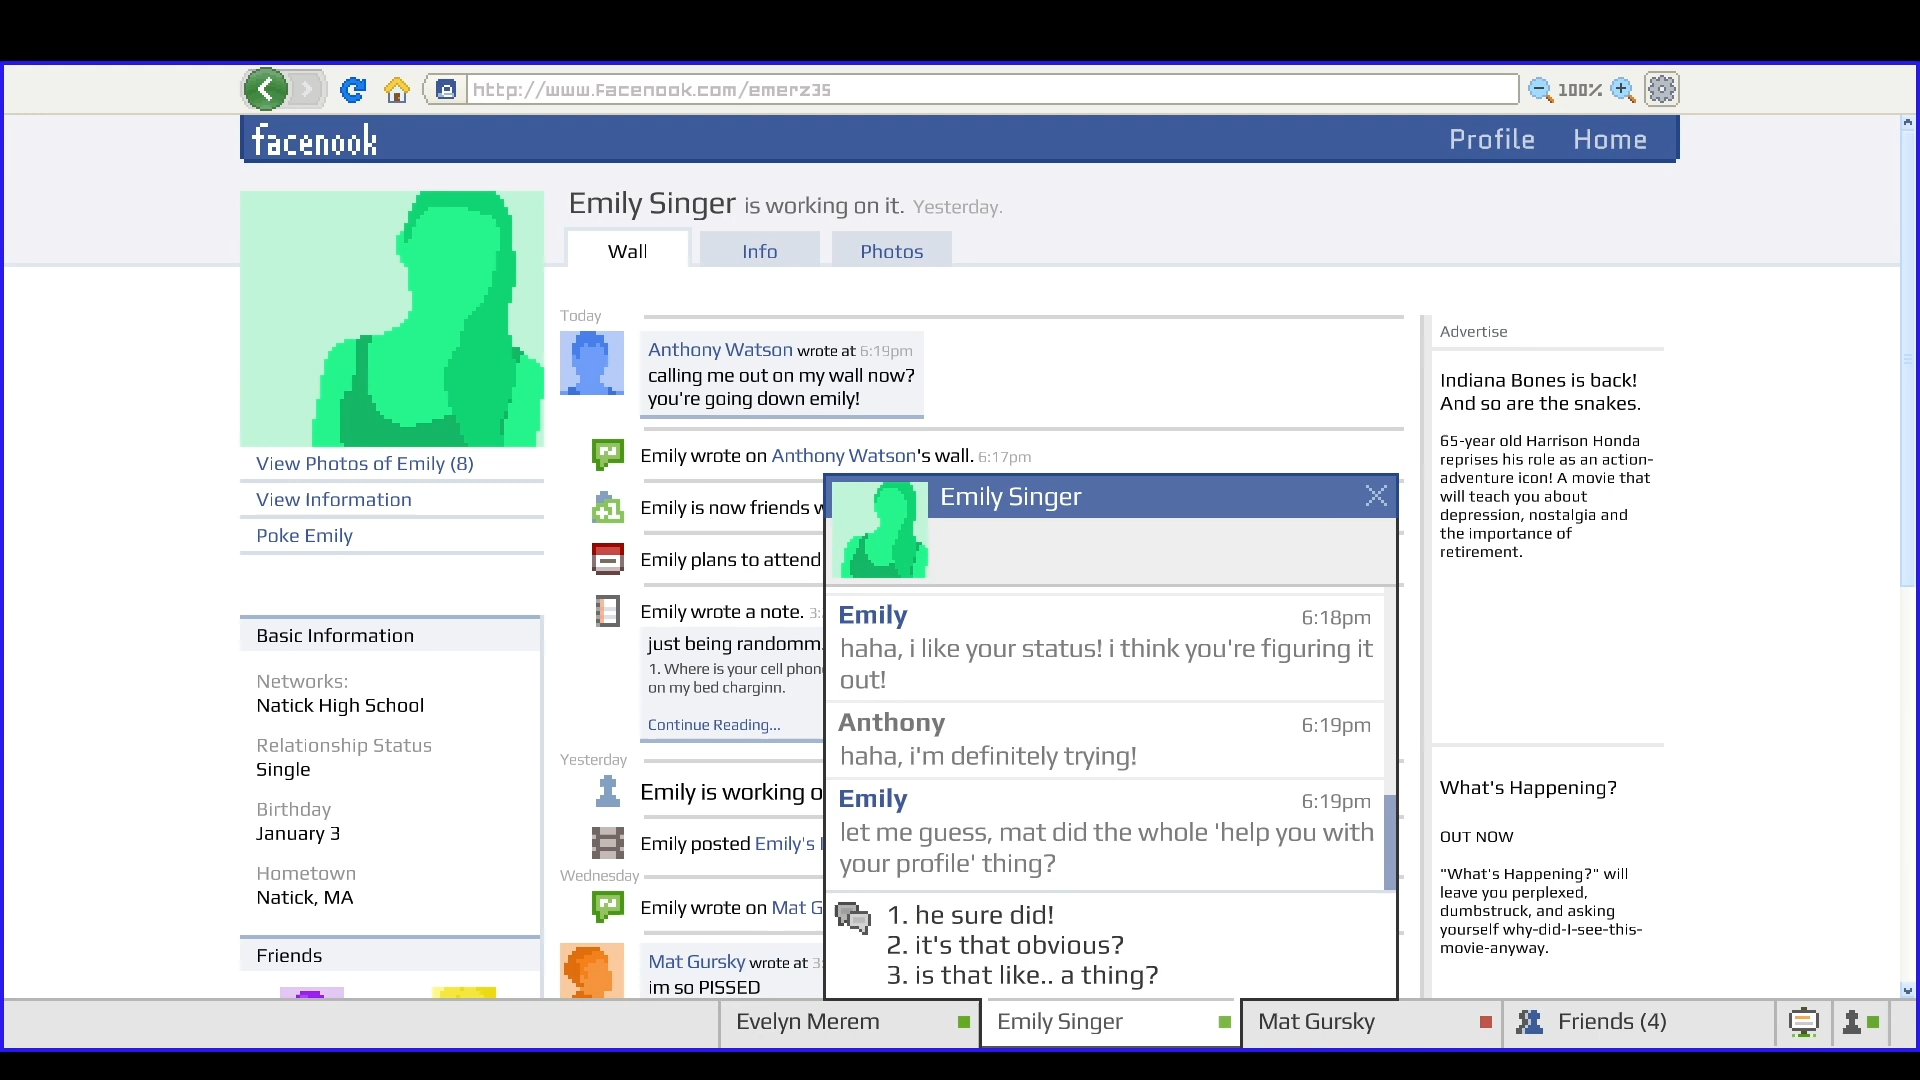 http://www.facenook.com/emerz35
100%
facenook
Profile
Home
Emily Singer is working on it. Yesterday.
Wall
Info
Photos
View Photos of Emily (8)
View Information
Poke Emily
Basic Information
Networks:
Natick High School
Relationship Status
Single
Birthday
January 3
Hometown
Natick, MA
Friends
Today
Anthony Watson wrote at 6:19pm
calling me out on my wall now?
you're going down emily!
Emily wrote on Anthony Watson's wall. 6:17pm
Emily is now friends
Emily plans to attend
Emily wrote a note.
just being randomm.
1. Where is your cell phone
on my bed charginn.
Continue Reading...
Yesterday
Emily is working
Emily posted Emily's
Wednesday
Emily wrote on Mat
Mat Gursky wrote at
im so PISSED
Emily Singer
Emily 6:18pm
haha, i like your status! i think you're figuring it
out!
Anthony 6:19pm
haha, i'm definitely trying!
Emily 6:19pm
let me guess, mat did the whole 'help you with
your profile' thing?
1. he sure did!
2. it's that obvious?
3. is that like.. a thing?
Advertise
Indiana Bones is back!
And so are the snakes.
65-year old Harrison Honda
reprises his role as an action-
adventure icon! A movie that
will teach you about
depression, nostalgia and
the importance of
retirement.
What's Happening?
OUT NOW
"What's Happening?" will
leave you perplexed,
dumbstruck, and asking
yourself why-did-I-see-this-
movie-anyway.
Evelyn Merem
Emily Singer
Mat Gursky
Friends (4)